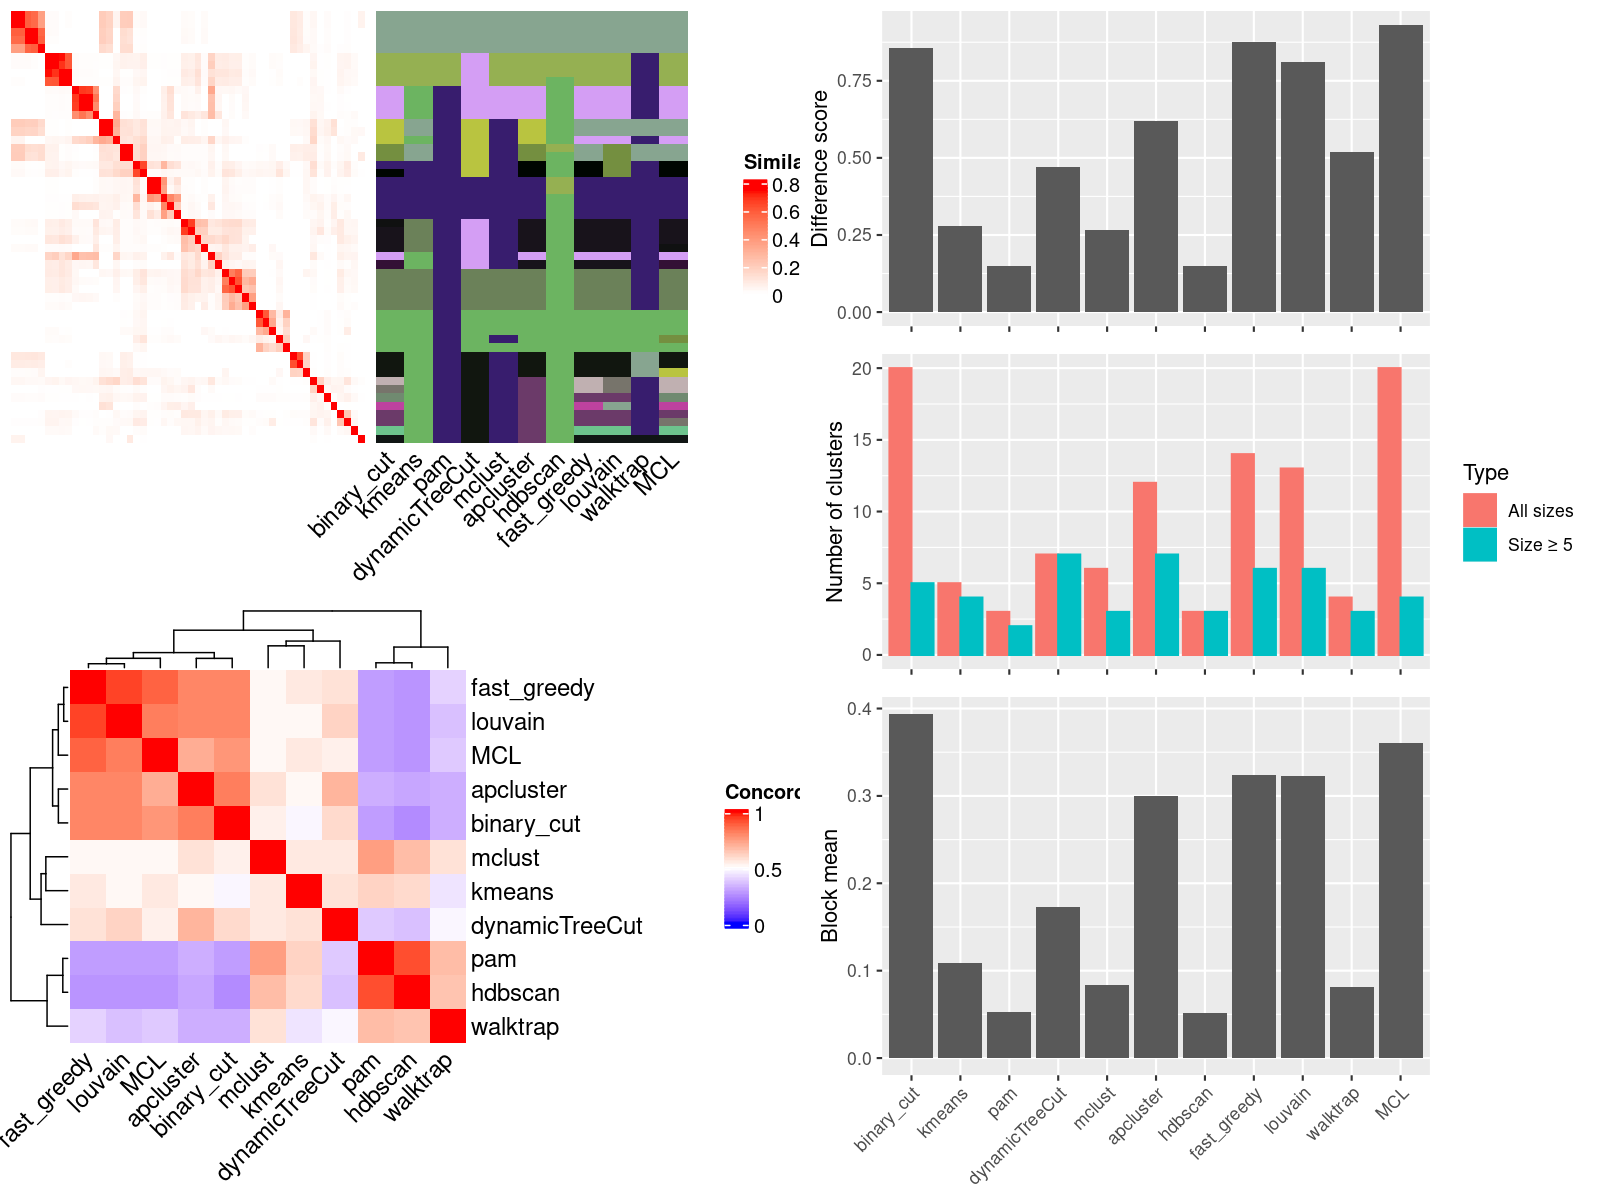 Simila
0.8
0.6
0.4
0.2
0
binary_cut
kmeans
pam
dynamicTreeCut
mclust
apcluster
hdbscan
fast_greedy
louvain
walktrap
MCL
Difference score
0.75
0.50
0.25
0.00
Number of clusters
20
15
10
5
0
Type
All sizes
Size ≥ 5
fast_greedy
louvain
MCL
apcluster
binary_cut
mclust
kmeans
dynamicTreeCut
pam
hdbscan
walktrap
fast_greedy
louvain
MCL
apcluster
binary_cut
mclust
kmeans
dynamicTreeCut
pam
hdbscan
walktrap
Concord
1
0.5
0
Block mean
0.4
0.3
0.2
0.1
0.0
binary_cut
kmeans
pam
dynamicTreeCut
mclust
apcluster
hdbscan
fast_greedy
louvain
walktrap
MCL